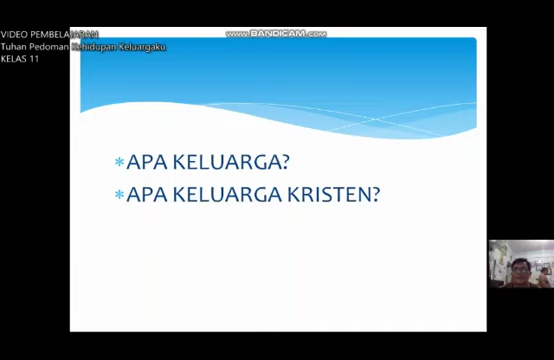 VIDEO PEMBELAJARAN
Tuhan Pedoman Kehidupan Keluargaku
KELAS 11
www.BANDICAM.com
*APA KELUARGA?
*APA KELUARGA KRISTEN?